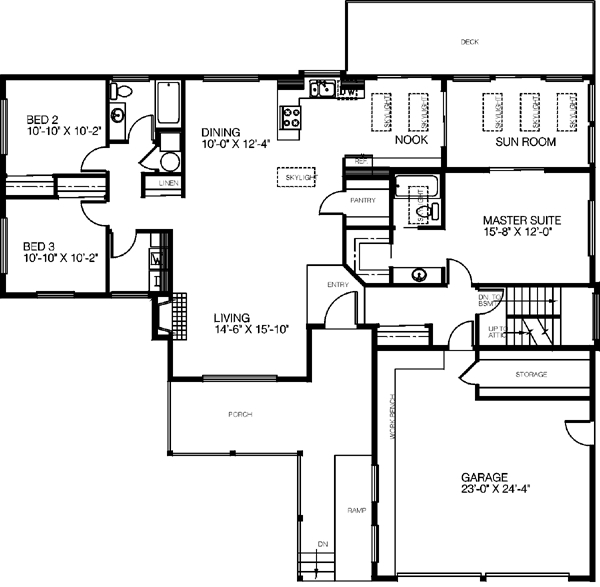 DECK
BED 2
10'-10" X 10'-2"
DINING
10'-0" X 12'-4"
D W
SKYLIGHT
SKYLIGHT
NOOK
SKYLIGHT
SKYLIGHT
SKYLIGHT
SUN ROOM
REF.
LINEN
SKYLIGHT
PANTRY
SKYLIGHT
MASTER SUITE
15'-8" X 12'-0"
BED 3
10'-10" X 10'-2"
W
ENTRY
DN. TO
BSMT
LIVING
14'-6" X 15'-10"
UP TO
ATTIC
STORAGE
PORCH
WORK BENCH
GARAGE
23'-0" X 24'-4"
RAMP
DN